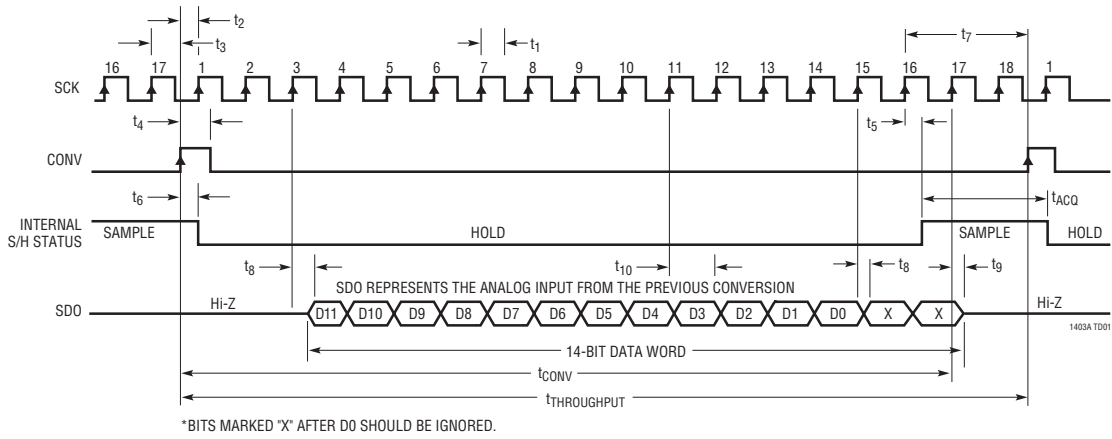 t2
t3
t1
t7
16 17 1 2 3 4 5 6 7 8 9 10 11 12 13 14 15 16 17 18 1
SCK
t4
t5
CONV
t6
tACQ
INTERNAL
S/H STATUS
SAMPLE HOLD SAMPLE HOLD
t8 t10 t8 t9
SDO REPRESENTS THE ANALOG INPUT FROM THE PREVIOUS CONVERSION
SDO Hi-Z D11 D10 D9 D8 D7 D6 D5 D4 D3 D2 D1 D0 X X Hi-Z
1403A TD01
14-BIT DATA WORD
tCONV
tTHROUGHPUT
*BITS MARKED "X" AFTER D0 SHOULD BE IGNORED.